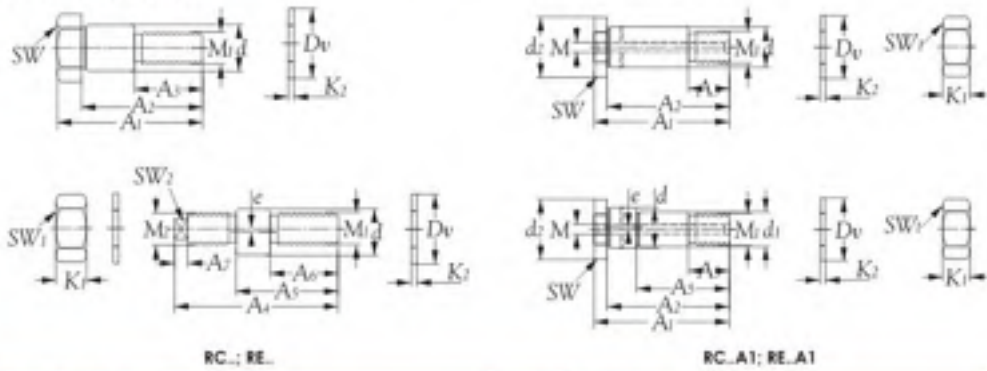 SW M₁ d Dv K₂
A₃
A₂
A₁
d₂ M M₁ d Dv SW₁
SW A K₂ K₁
A₂
A₁
SW₂ e
SW₁ M₂ M₁ d Dv
K₁ A₇ A₆ K₂
A₅
A₄
e d
d₂ M M₁ d₁ Dv SW₁
SW A K₂ K₁
A₅
A₂
A₁
RC..; RE..
RC..A1; RE..A1